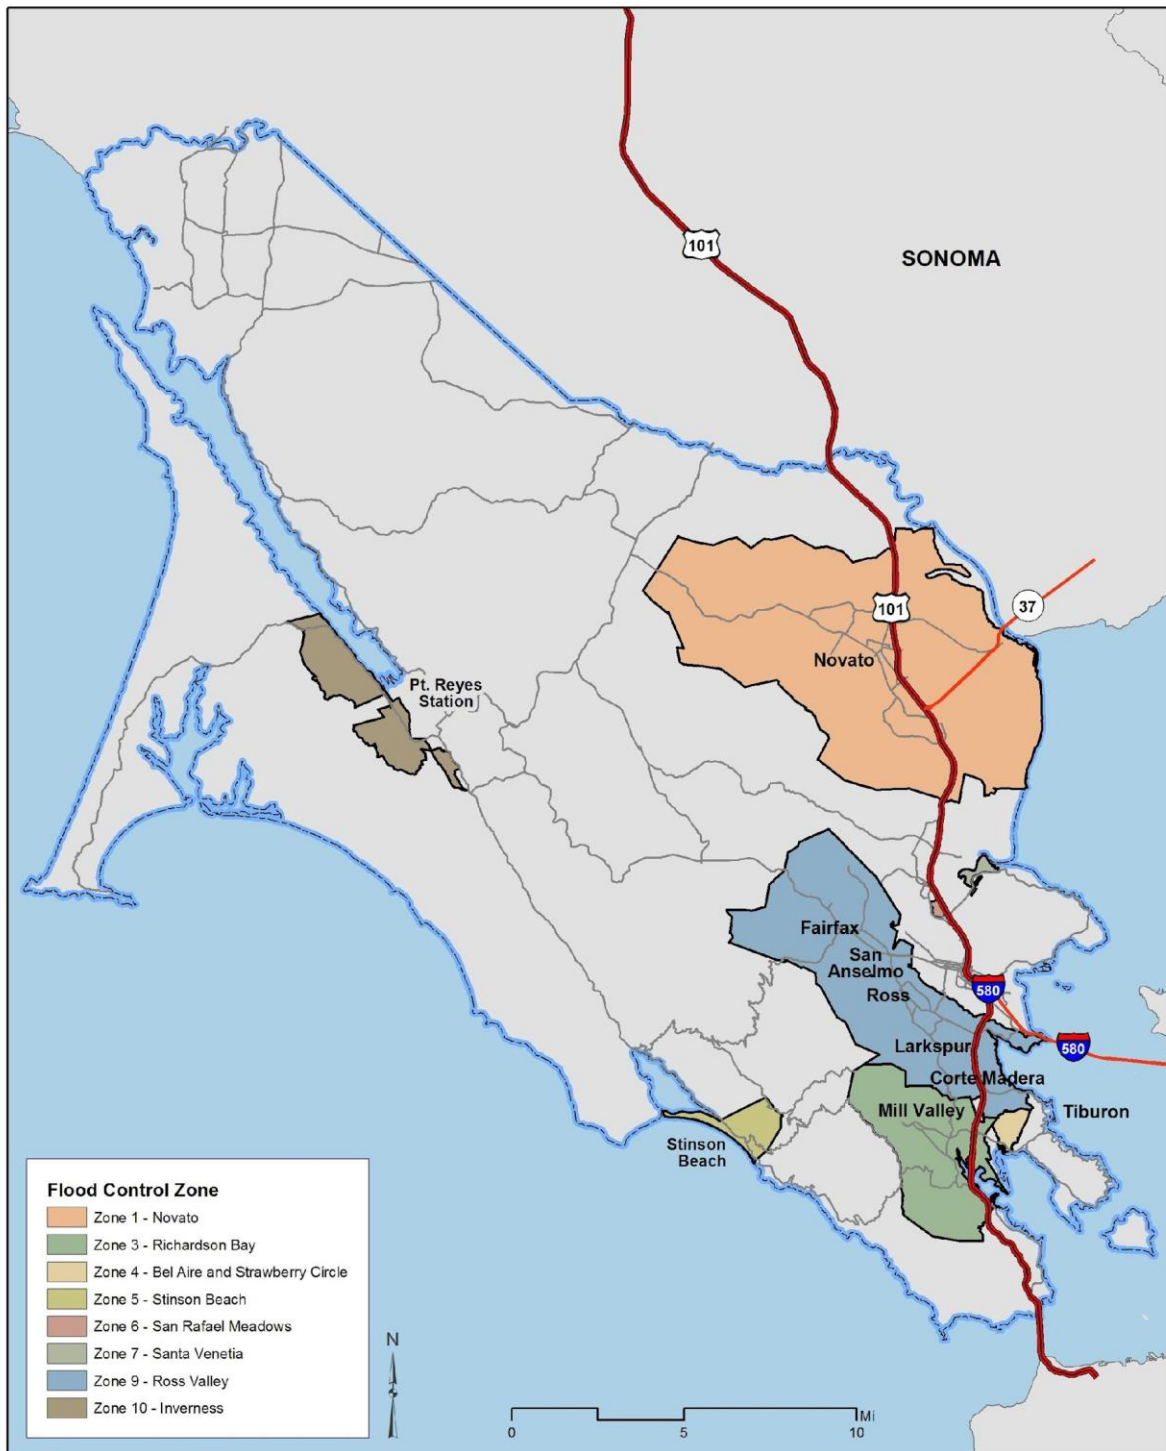 101
SONOMA
37
101
Novato
Pt. Reyes
Station
Fairfax
San
Anselmo
Ross
580
Larkspur
580
Corte Madera
Mill Valley
Tiburon
Stinson
Beach
Flood Control Zone
Zone 1 - Novato
Zone 3 - Richardson Bay
Zone 4 - Bel Aire and Strawberry Circle
Zone 5 - Stinson Beach
Zone 6 - San Rafael Meadows
Zone 7 - Santa Venetia
Zone 9 - Ross Valley
Zone 10 - Inverness
N
Mi
0 5 10